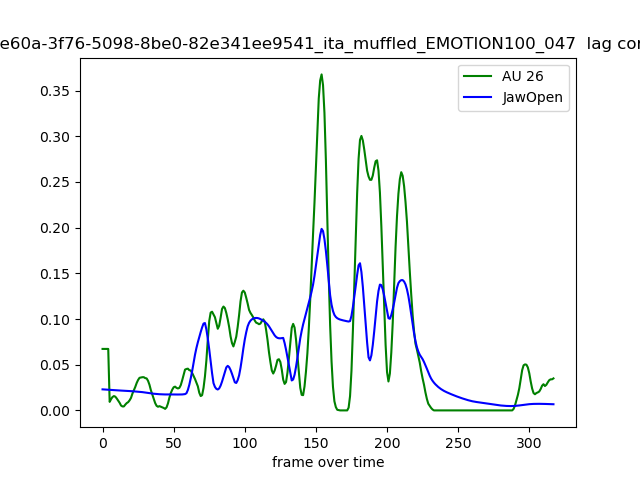 e60a-3f76-5098-8be0-82e341ee9541_ita_muffled_EMOTION100_047 lag cor
AU 26
JawOpen
0.35
0.30
0.25
0.20
0.15
0.10
0.05
0.00
0 50 100 150 200 250 300
frame over time